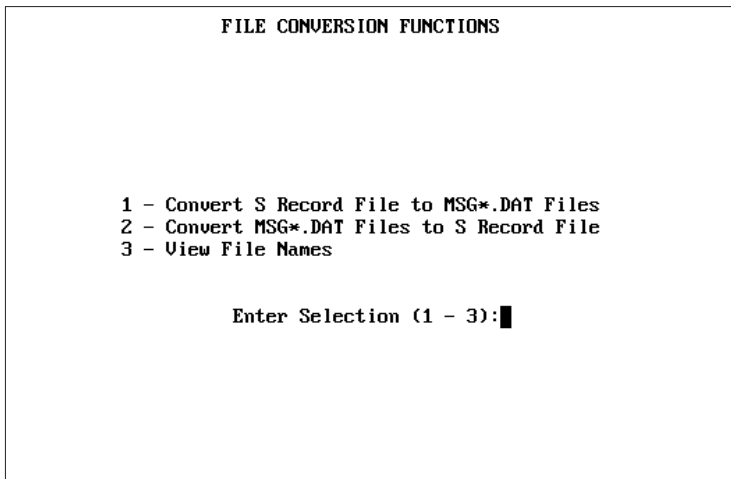 FILE CONVERSION FUNCTIONS
1 - Convert S Record File to MSG*.DAT Files
2 - Convert MSG*.DAT Files to S Record File
3 - View File Names
Enter Selection (1 - 3):